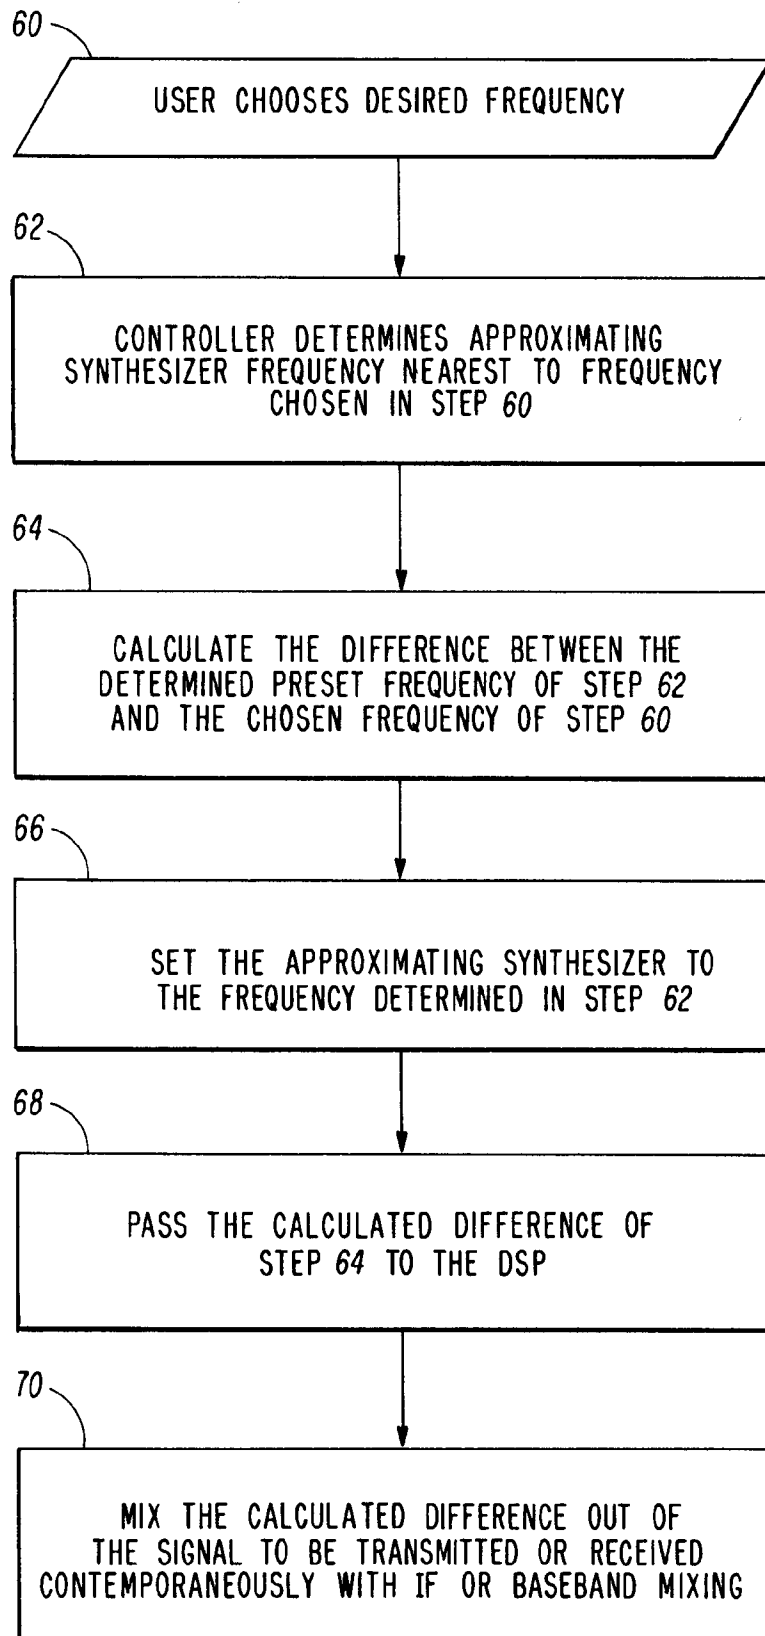 60
USER CHOOSES DESIRED FREQUENCY
62
CONTROLLER DETERMINES APPROXIMATING
SYNTHESIZER FREQUENCY NEAREST TO FREQUENCY
CHOSEN IN STEP 60
64
CALCULATE THE DIFFERENCE BETWEEN THE
DETERMINED PRESET FREQUENCY OF STEP 62
AND THE CHOSEN FREQUENCY OF STEP 60
66
SET THE APPROXIMATING SYNTHESIZER TO
THE FREQUENCY DETERMINED IN STEP 62
68
PASS THE CALCULATED DIFFERENCE OF
STEP 64 TO THE DSP
70
MIX THE CALCULATED DIFFERENCE OUT OF
THE SIGNAL TO BE TRANSMITTED OR RECEIVED
CONTEMPORANEOUSLY WITH IF OR BASEBAND MIXING